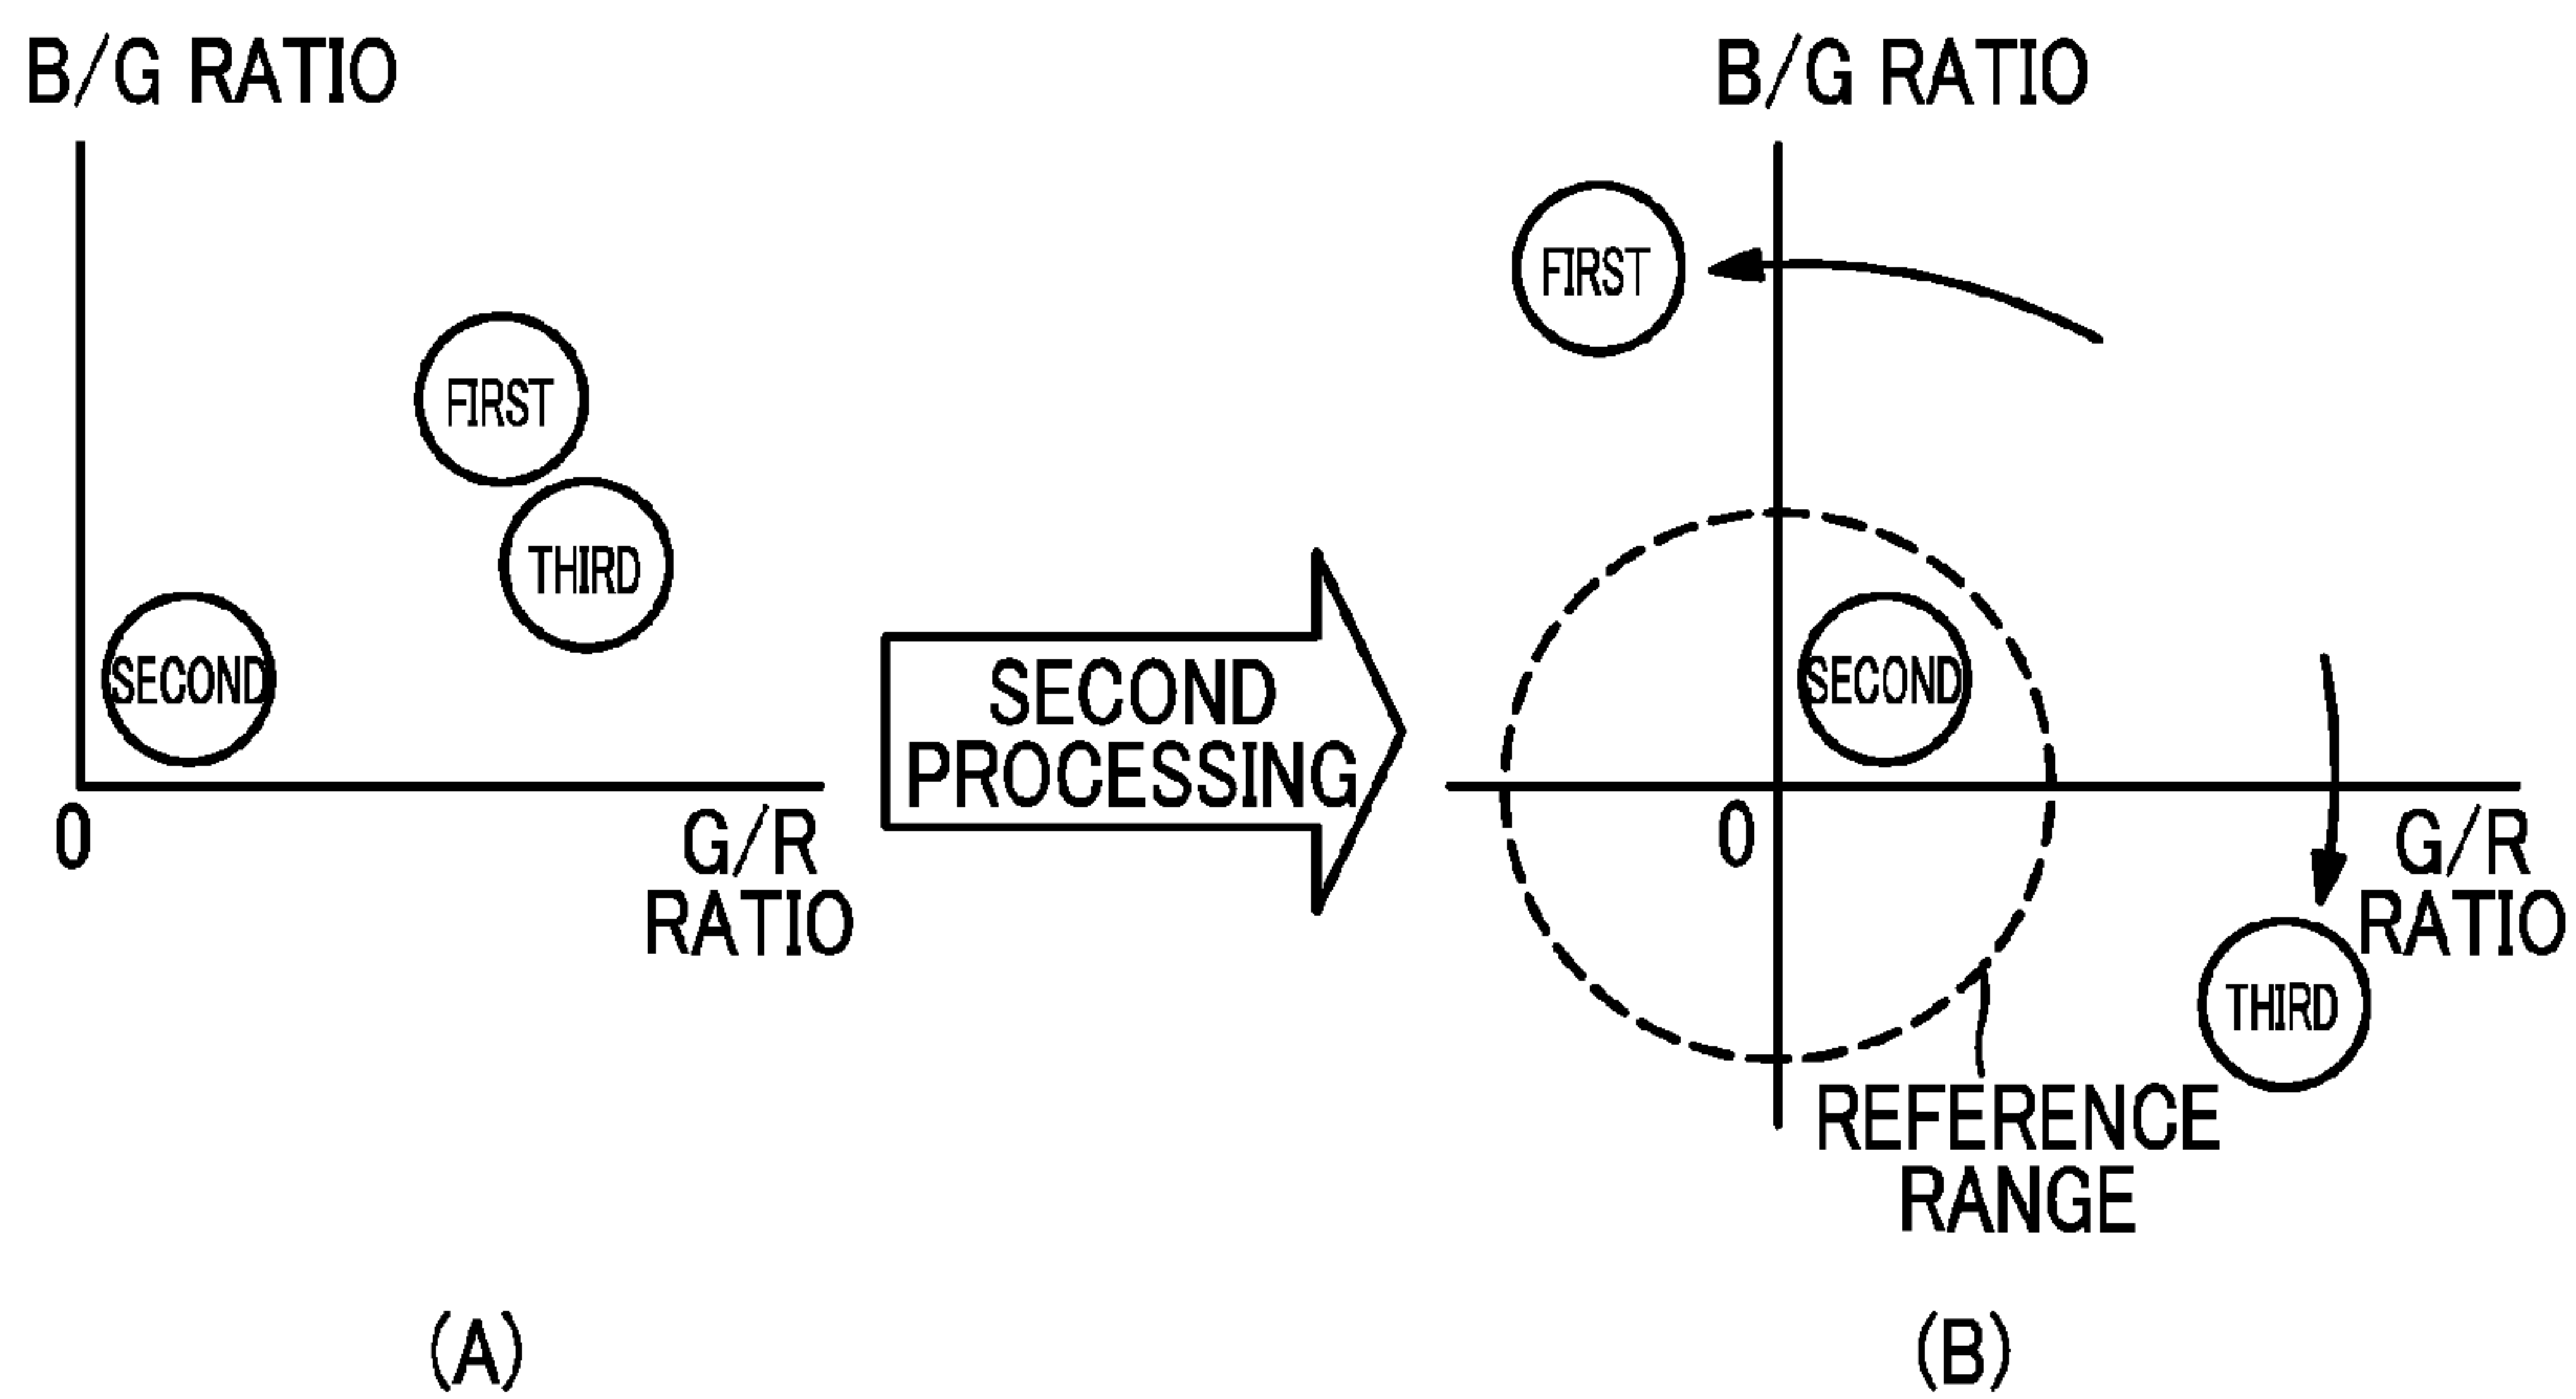 B/G RATIO
FIRST
THIRD
SECOND
0
G/R
RATIO
(A)
SECOND
PROCESSING
B/G RATIO
FIRST
SECOND
0
G/R
RATIO
THIRD
REFERENCE
RANGE
(B)